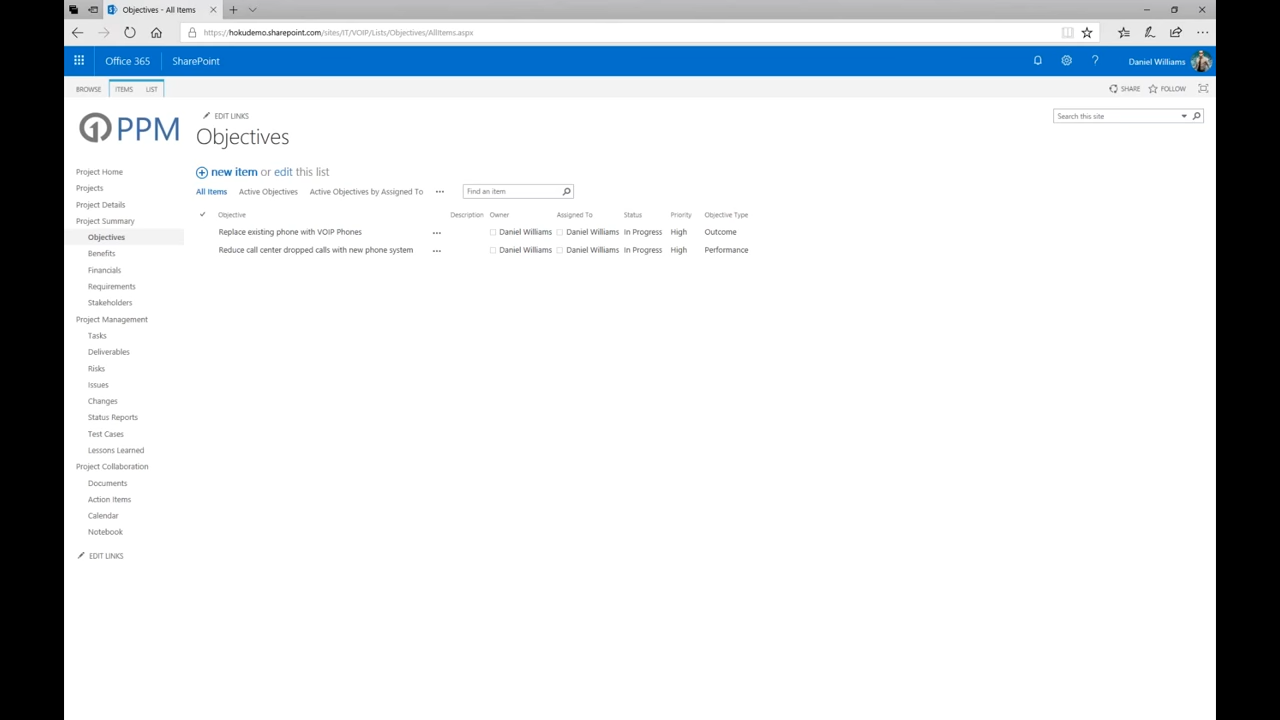 Objectives - All Items
https://hokudemo.sharepoint.com/sites/IT/VOIP/Lists/Objectives/AllItems.aspx
Office 365 SharePoint Daniel Williams
BROWSE ITEMS LIST SHARE FOLLOW
PPM
EDIT LINKS
Objectives
Search this site
new item or edit this list
All Items Active Objectives Active Objectives by Assigned To ... Find an item
Objective Description Owner Assigned To Status Priority Objective Type
Replace existing phone with VOIP Phones ... Daniel Williams Daniel Williams In Progress High Outcome
Reduce call center dropped calls with new phone system ... Daniel Williams Daniel Williams In Progress High Performance
Project Home
Projects
Project Details
Project Summary
Objectives
Benefits
Financials
Requirements
Stakeholders
Project Management
Tasks
Deliverables
Risks
Issues
Changes
Status Reports
Test Cases
Lessons Learned
Project Collaboration
Documents
Action Items
Calendar
Notebook
EDIT LINKS